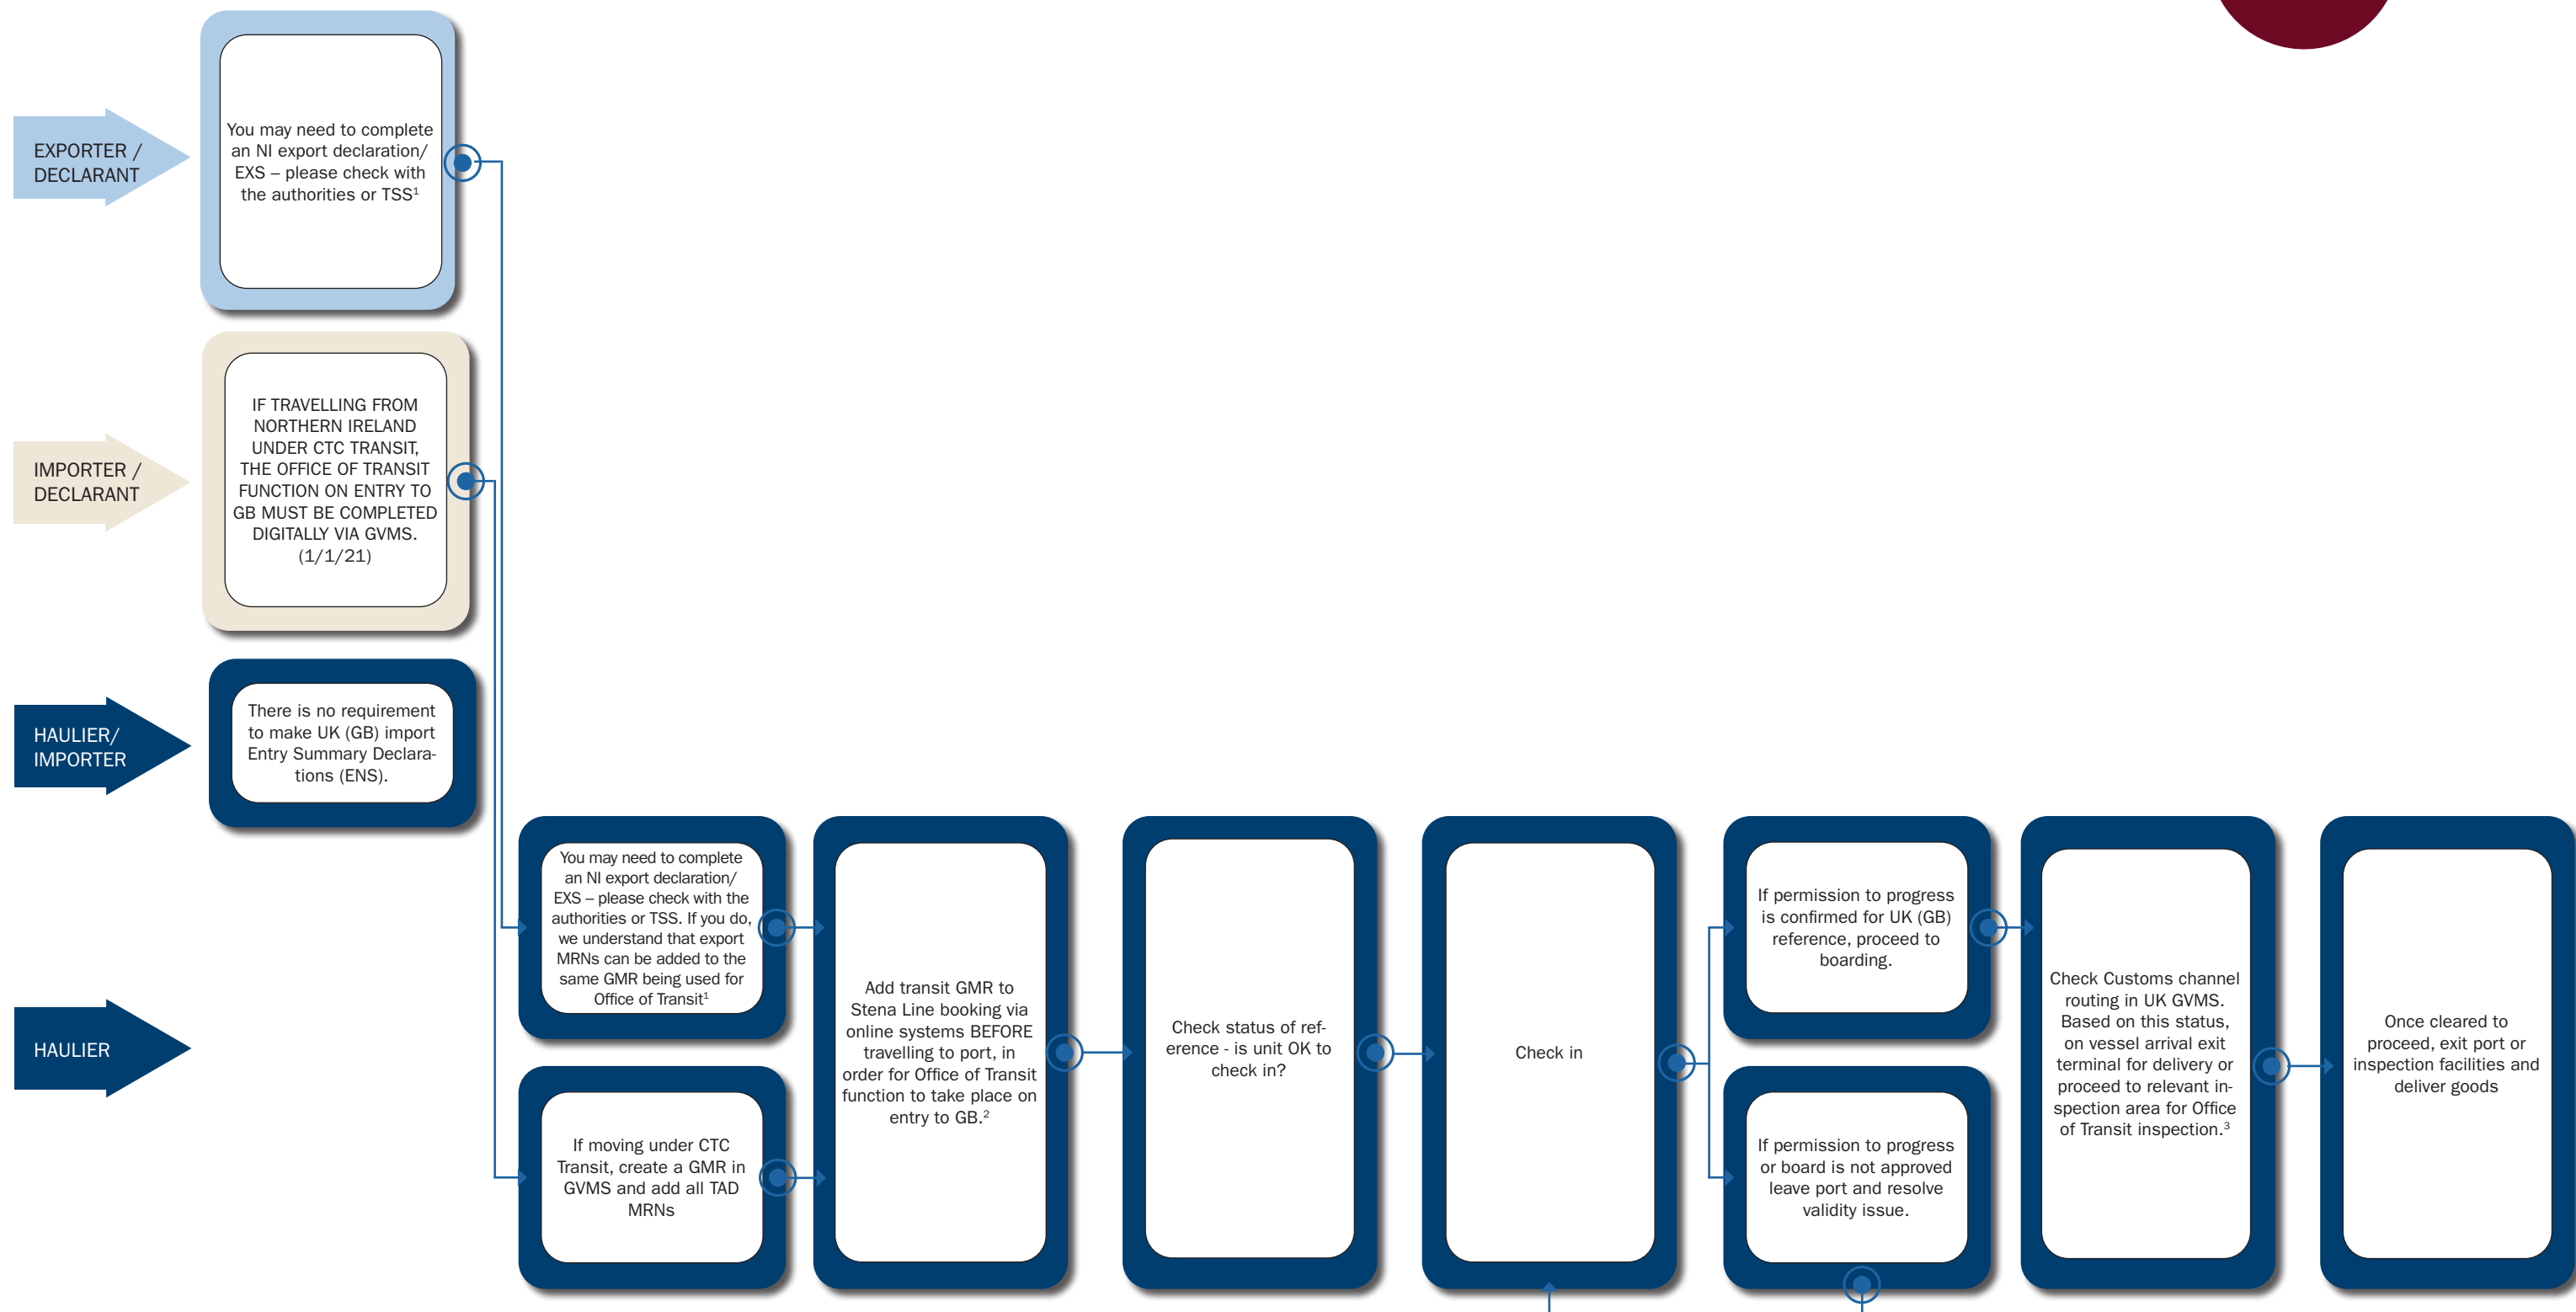 EXPORTER /
DECLARANT
You may need to complete
an NI export declaration/
EXS – please check with
the authorities or TSS¹
IMPORTER /
DECLARANT
IF TRAVELLING FROM
NORTHERN IRELAND
UNDER CTC TRANSIT,
THE OFFICE OF TRANSIT
FUNCTION ON ENTRY TO
GB MUST BE COMPLETED
DIGITALLY VIA GVMS.
(1/1/21)
HAULIER/
IMPORTER
There is no requirement
to make UK (GB) import
Entry Summary Declara-
tions (ENS).
HAULIER
You may need to complete
an NI export declaration/
EXS – please check with the
authorities or TSS. If you do,
we understand that export
MRNs can be added to the
same GMR being used for
Office of Transit¹
If moving under CTC
Transit, create a GMR in
GVMS and add all TAD
MRNs
Add transit GMR to
Stena Line booking via
online systems BEFORE
travelling to port, in
order for Office of Transit
function to take place on
entry to GB.²
Check status of ref-
erence - is unit OK to
check in?
Check in
If permission to progress
is confirmed for UK (GB)
reference, proceed to
boarding.
If permission to progress
or board is not approved
leave port and resolve
validity issue.
Check Customs channel
routing in UK GVMS.
Based on this status,
on vessel arrival exit
terminal for delivery or
proceed to relevant in-
spection area for Office
of Transit inspection.³
Once cleared to
proceed, exit port or
inspection facilities and
deliver goods